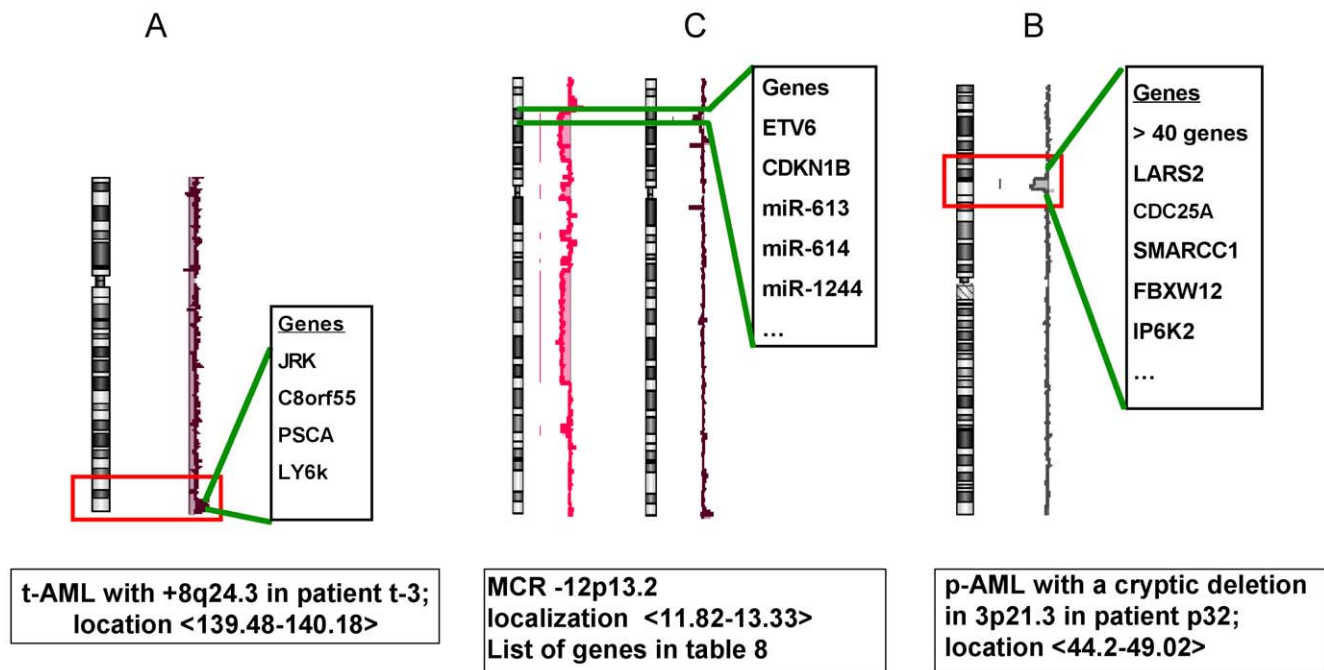 A
Genes
JRK
C8orf55
PSCA
LY6k
t-AML with +8q24.3 in patient t-3;
location <139.48-140.18>
C
Genes
ETV6
CDKN1B
miR-613
miR-614
miR-1244
...
MCR -12p13.2
localization <11.82-13.33>
List of genes in table 8
B
Genes
> 40 genes
LARS2
CDC25A
SMARCC1
FBXW12
IP6K2
...
p-AML with a cryptic deletion
in 3p21.3 in patient p32;
location <44.2-49.02>